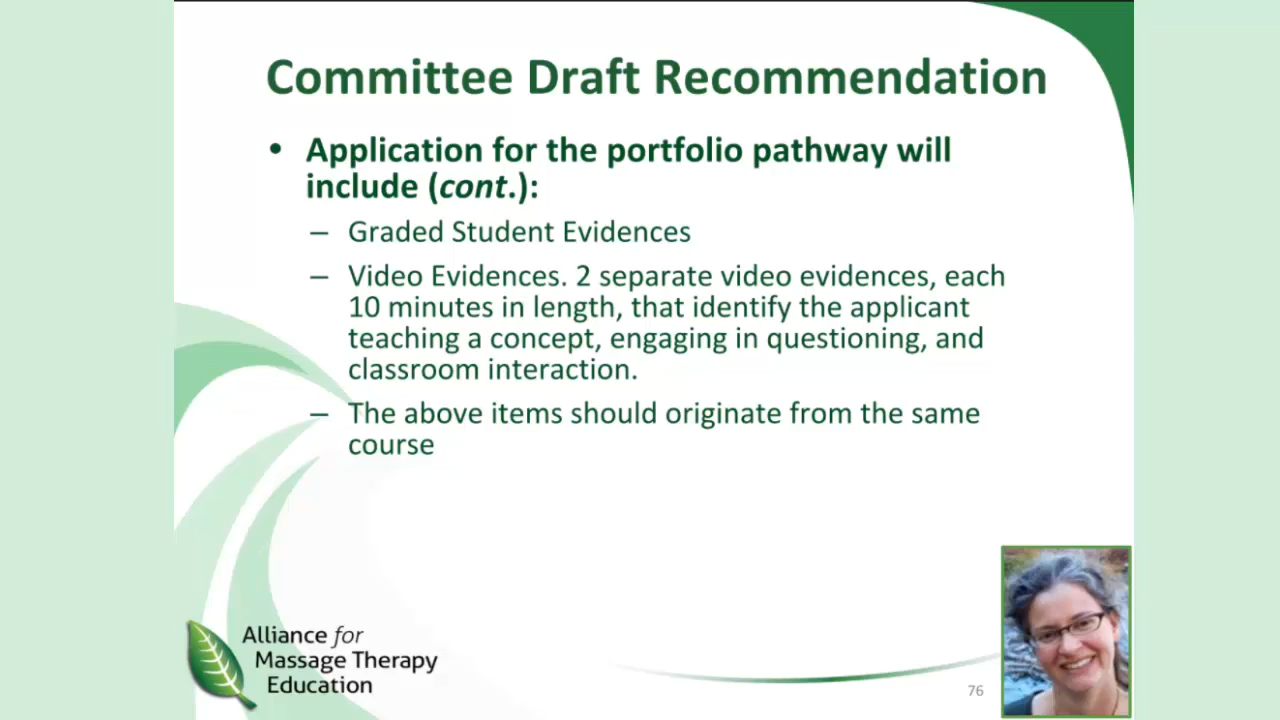 Committee Draft Recommendation
• Application for the portfolio pathway will
include (cont.):
– Graded Student Evidences
– Video Evidences. 2 separate video evidences, each
10 minutes in length, that identify the applicant
teaching a concept, engaging in questioning, and
classroom interaction.
– The above items should originate from the same
course
Alliance for
Massage Therapy
Education
76